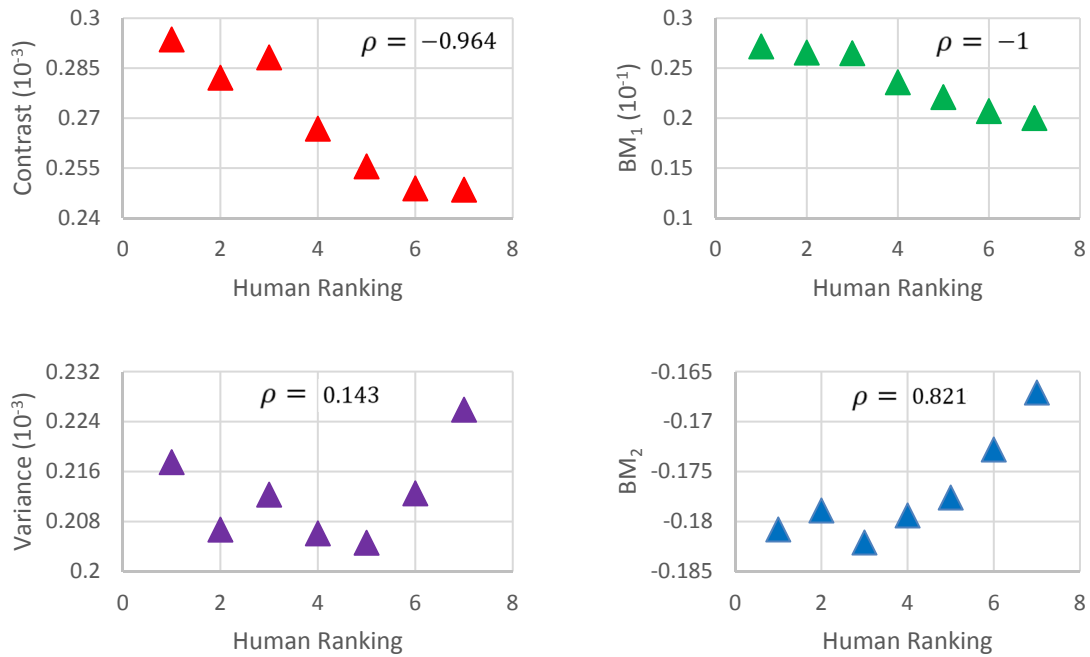 0.3
0.285
0.27
0.255
0.24
Contrast (10⁻³)
ρ = −0.964
0 2 4 6 8
Human Ranking
0.3
0.25
0.2
0.15
0.1
BM₁ (10⁻¹)
ρ = −1
0 2 4 6 8
Human Ranking
0.232
0.224
0.216
0.208
0.2
Variance (10⁻³)
ρ = 0.143
0 2 4 6 8
Human Ranking
-0.165
-0.17
-0.175
-0.18
-0.185
BM₂
ρ = 0.821
0 2 4 6 8
Human Ranking